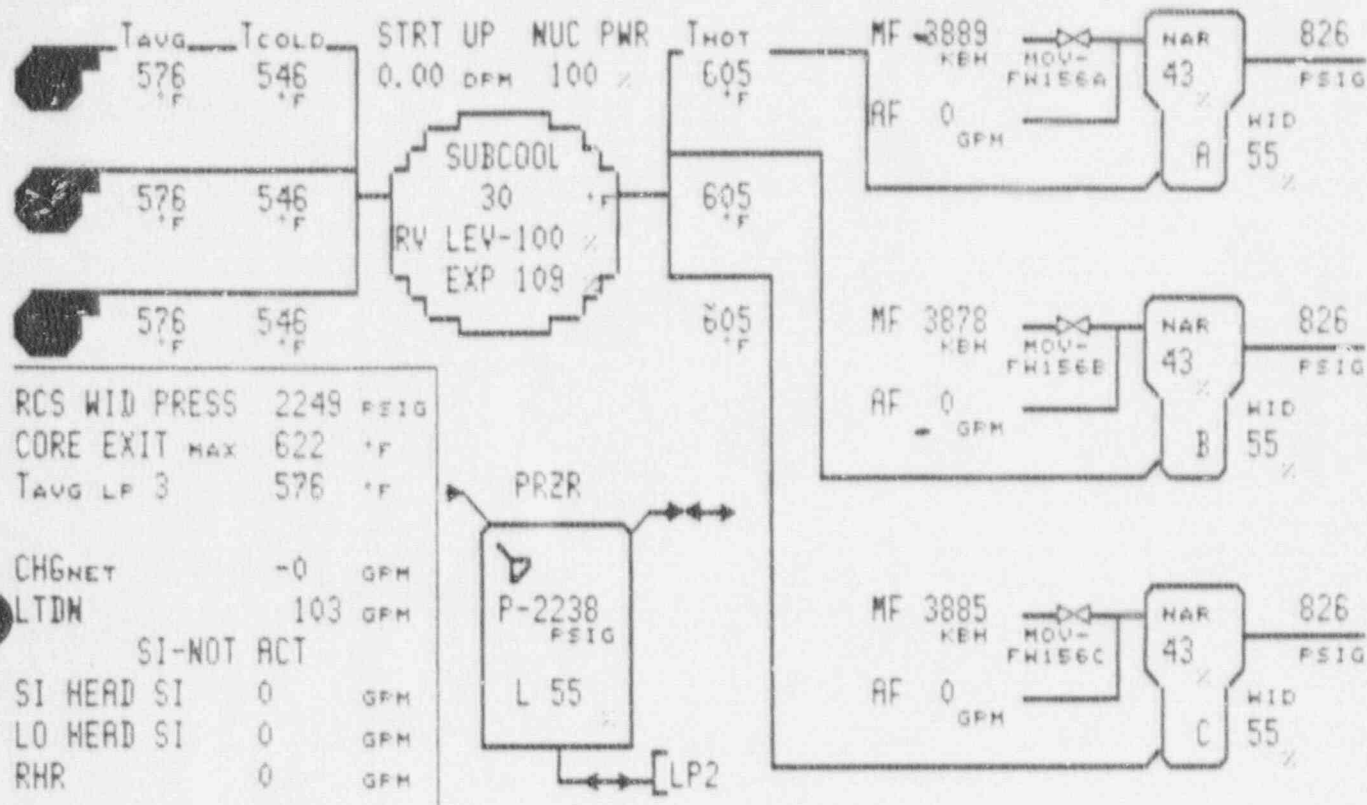 TAVG TCOLD STRT UP NUC PWR THOT
576 °F 546 °F 0.00 DPM 100 % 605 °F
576 °F 546 °F 605 °F
576 °F 546 °F 605 °F
SUBCOOL
30 °F
RV LEV-100 %
EXP 109 %
MF 3889 KBH MOV-FW156A NAR 43 % 826 PSIG
AF 0 GPM A WID 55 %
MF 3878 KBH MOV-FW156B NAR 43 % 826 PSIG
AF 0 GPM B WID 55 %
MF 3885 KBH MOV-FW156C NAR 43 % 826 PSIG
AF 0 GPM C WID 55 %
RCS WID PRESS 2249 PSIG
CORE EXIT MAX 622 °F
TAVG LP 3 576 °F
CHGNET -0 GPM
LTDN 103 GPM
SI-NOT ACT
SI HEAD SI 0 GPM
LO HEAD SI 0 GPM
RHR 0 GPM
PRZR
P-2238
PSIG
L 55 %
LP2